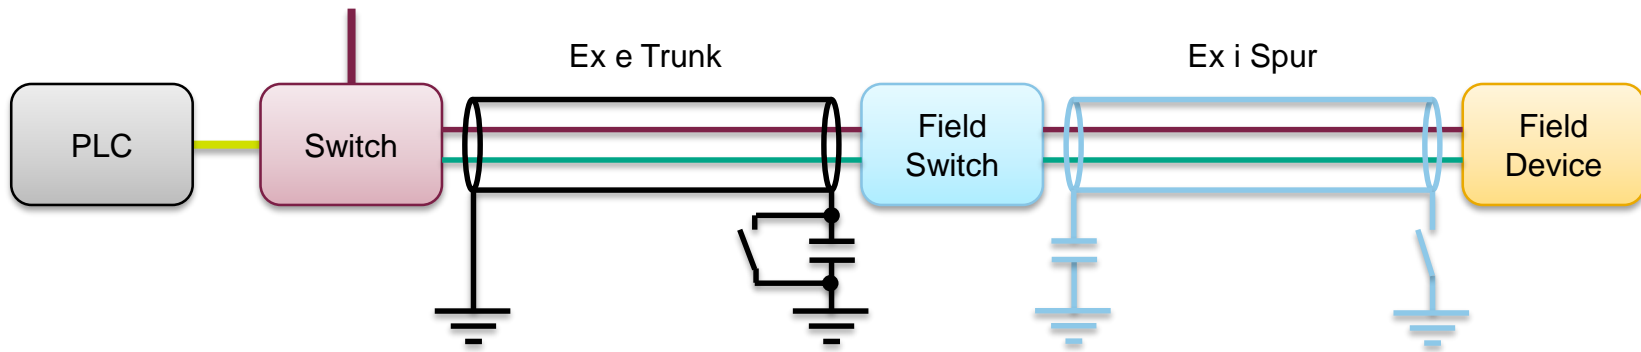 Ex e Trunk
Ex i Spur
PLC
Switch
Field
Switch
Field
Device